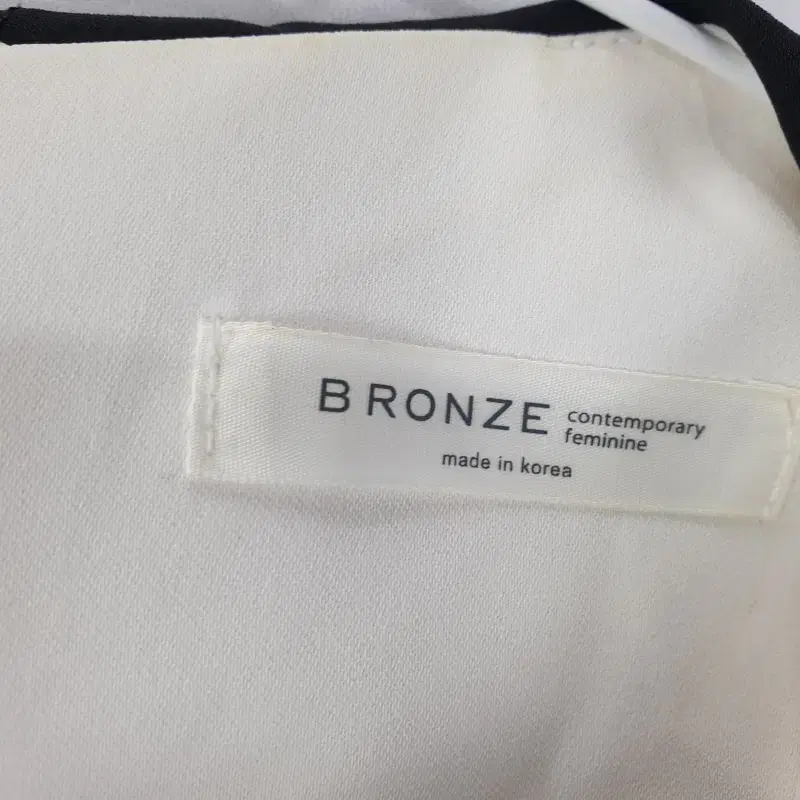 BRONZE contemporary
feminine
made in korea